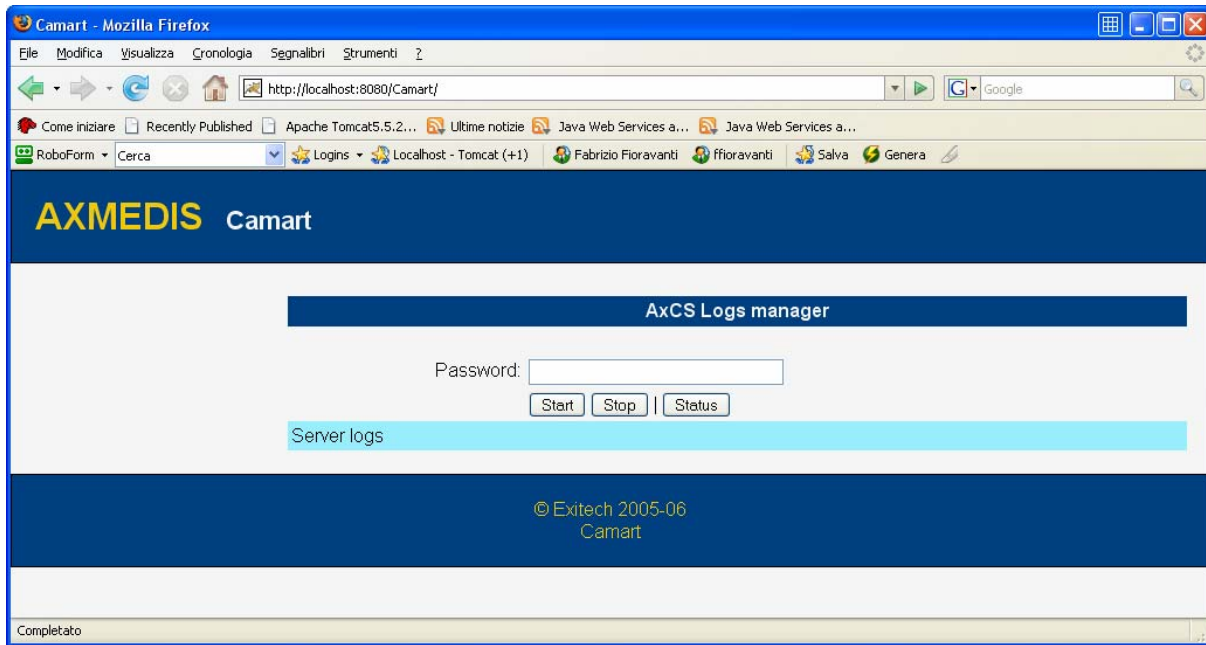 Camart - Mozilla Firefox
File Modifica Visualizza Cronologia Segnalibri Strumenti ?
http://localhost:8080/Camart/ G Google
Come iniziare Recently Published Apache Tomcat5.5.2... Ultime notizie Java Web Services a... Java Web Services a...
RoboForm Cerca Logins Localhost - Tomcat (+1) Fabrizio Fioravanti ffioravanti Salva Genera
AXMEDIS Camart
AxCS Logs manager
Password:
Start Stop | Status
Server logs
© Exitech 2005-06
Camart
Completato